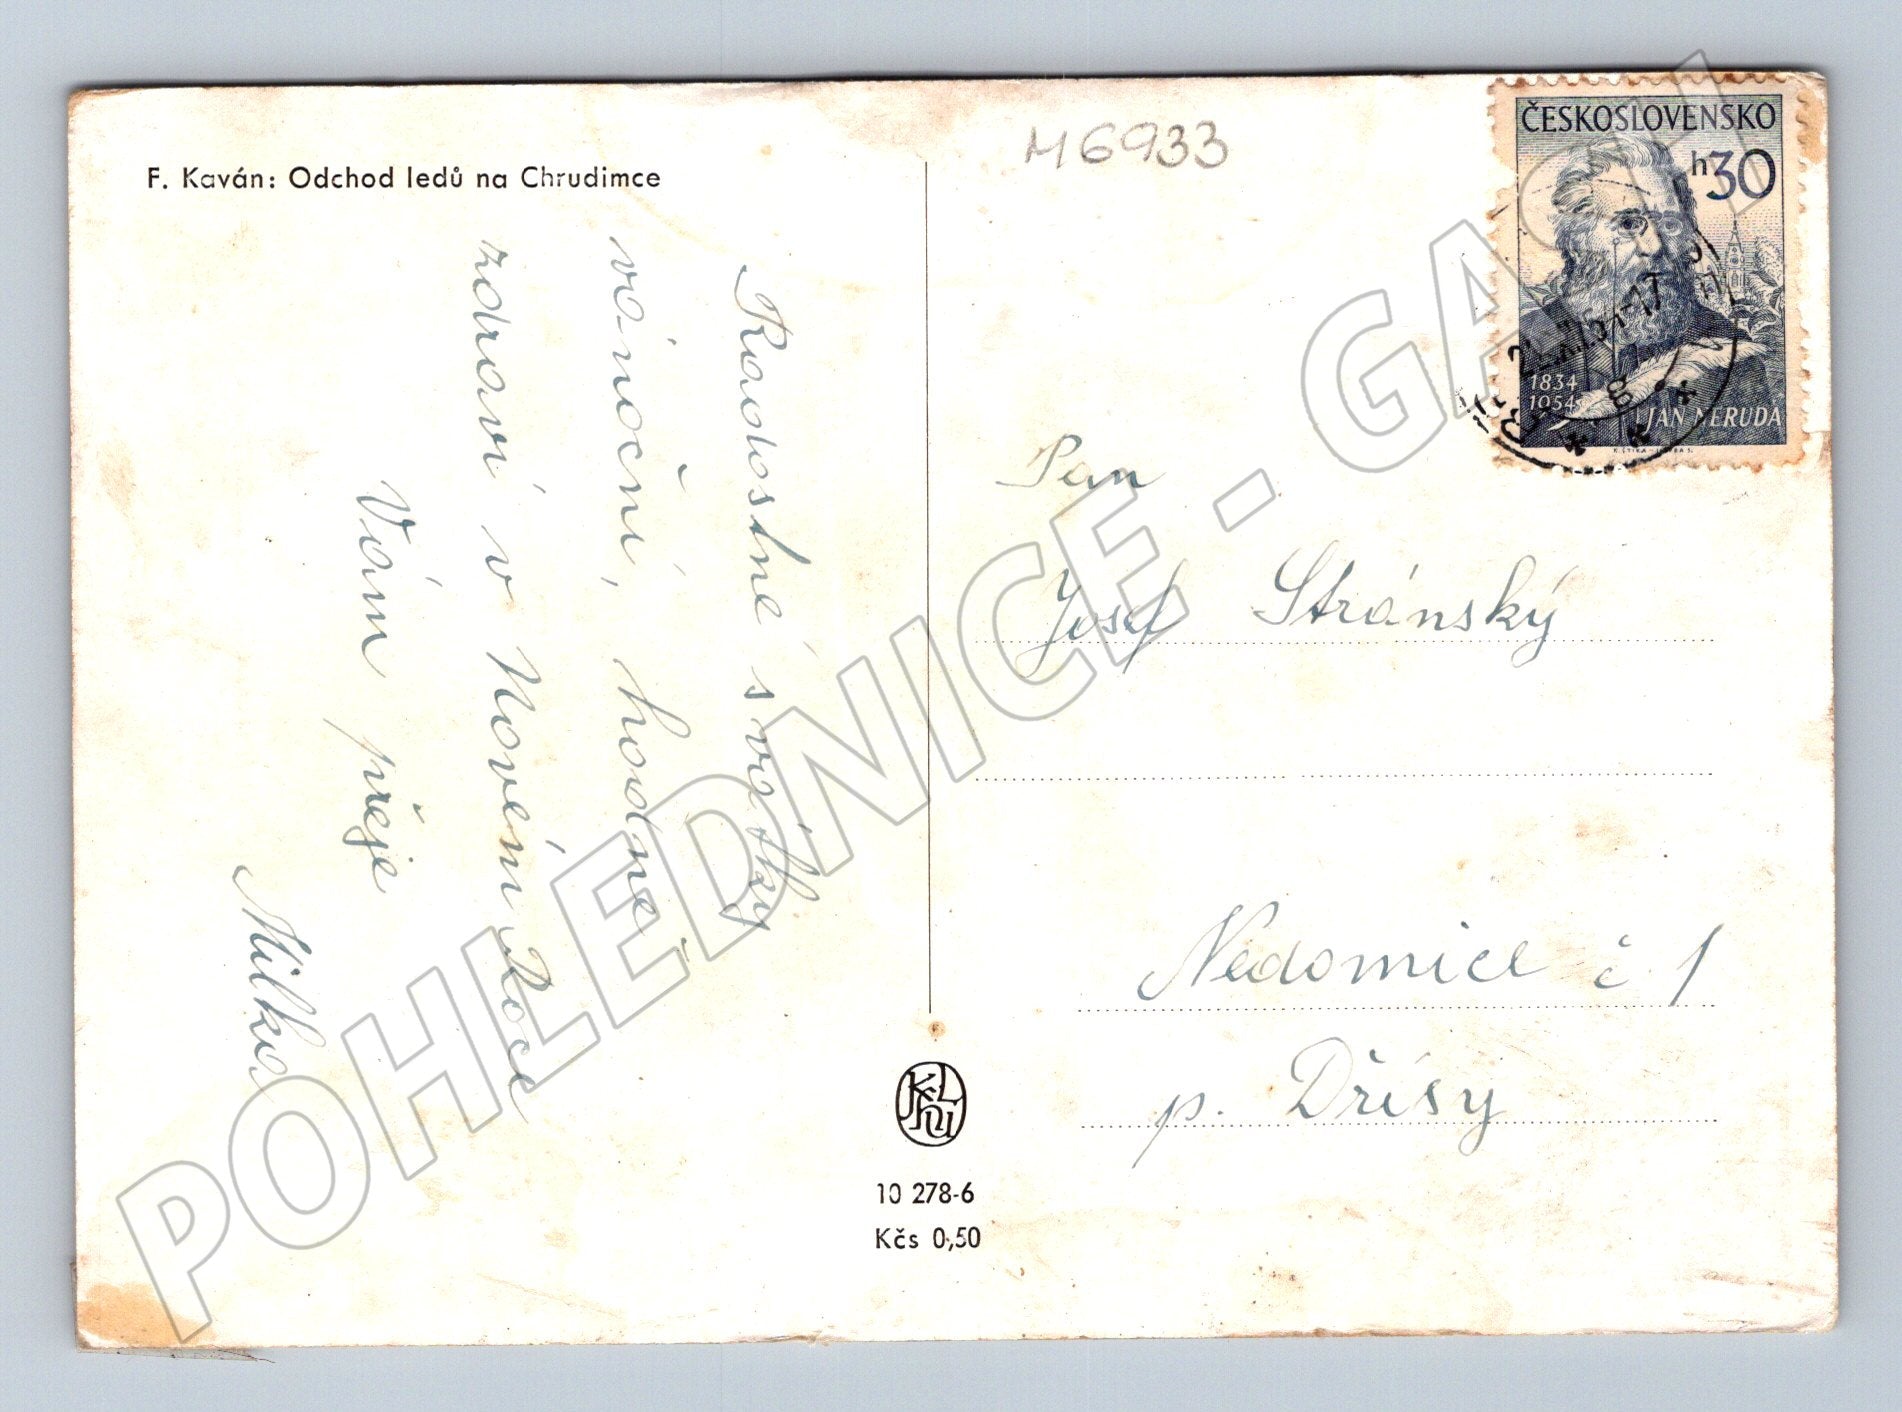 F. Kaván: Odchod ledů na Chrudimce
M6933
ČESKOSLOVENSKO
h30
1834
1954
JAN NERUDA
Radostné svátky
vánoční, hodně
zdraví v Novém Roce
Vám přeje
Milka
Pan
Josef Stránský
Nedomice č 1
p. Dřísy
10 278-6
Kčs 0,50
POHLEDNICE - GASH